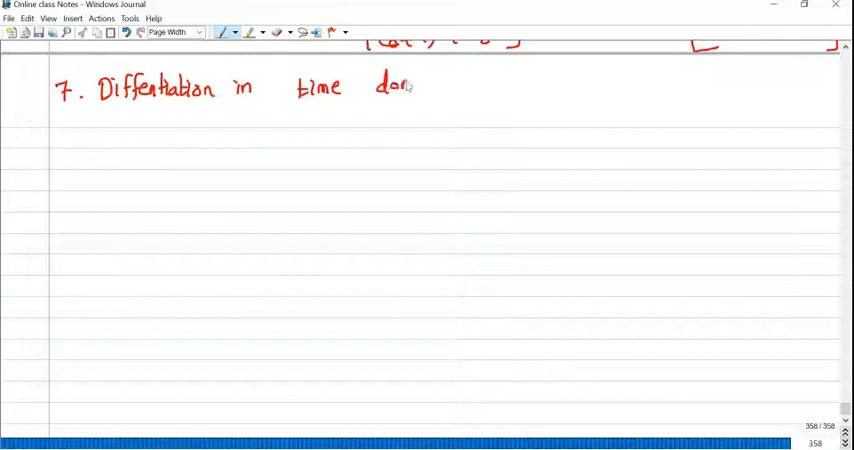 Online class Notes - Windows Journal
File Edit View Insert Actions Tools Help
Page Width
7. Diffentiation in time dom
358 / 358
358